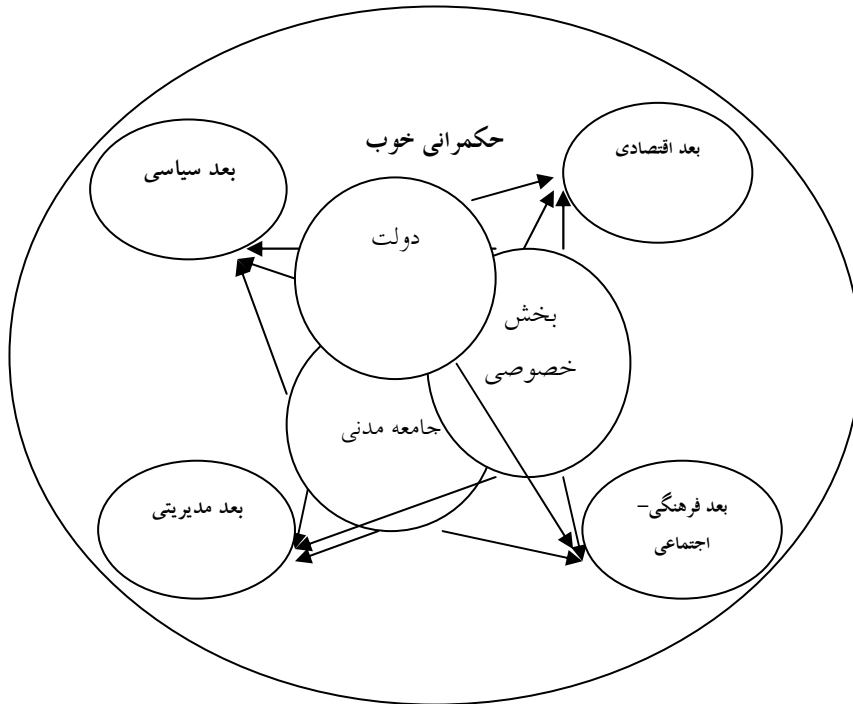 حکمرانی خوب
بعد اقتصادی
بعد سیاسی
دولت
بخش
خصوصی
جامعه مدنی
بعد فرهنگی–
اجتماعی
بعد مدیریتی